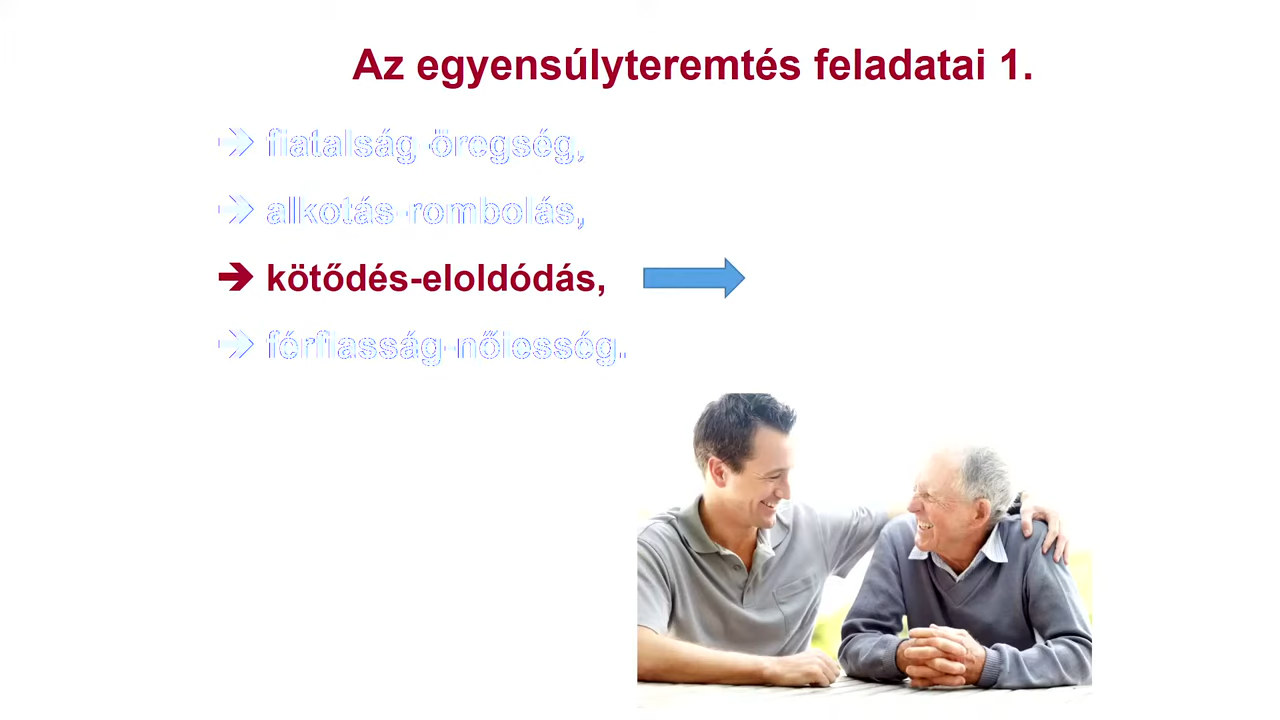 Az egyensúlyteremtés feladatai 1.
➔ fiatalság-öregség,
➔ alkotás-rombolás,
➔ kötődés-eloldódás,
➔ férfiasság-nőiesség.